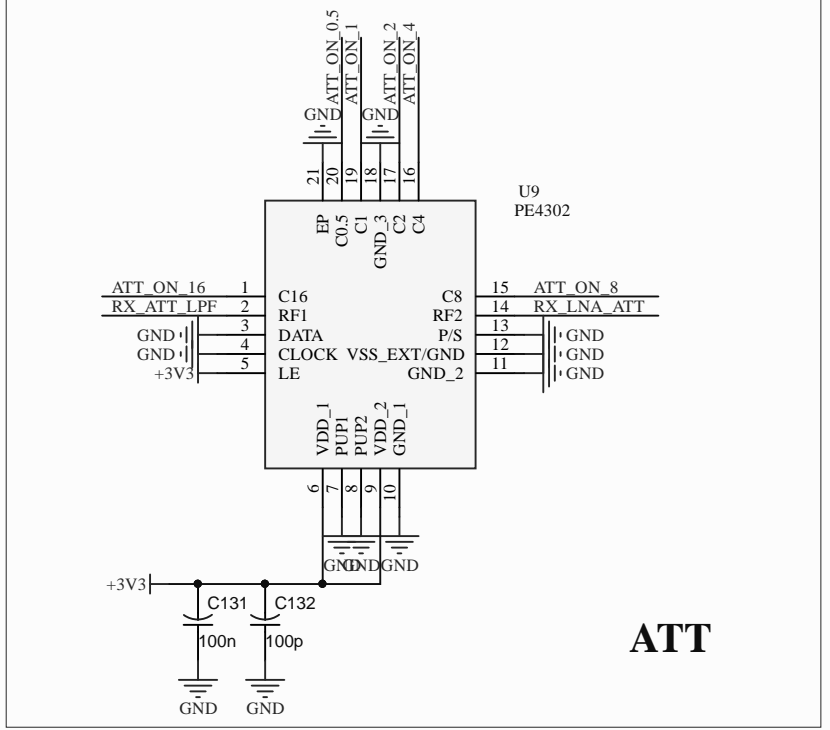 ATT_ON_0.5
ATT_ON_1
ATT_ON_2
ATT_ON_4
GND
GND
21
20
19
18
17
16
U9
PE4302
EP
C0.5
C1
GND_3
C2
C4
ATT_ON_16 1 C16 C8 15 ATT_ON_8
RX_ATT_LPF 2 RF1 RF2 14 RX_LNA_ATT
GND 3 DATA P/S 13 GND
GND 4 CLOCK VSS_EXT/GND 12 GND
+3V3 5 LE GND_2 11 GND
VDD_1
PUP1
PUP2
VDD_2
GND_1
6
7
8
9
10
GND
GND
GND
+3V3
C131
C132
100n
100p
GND
GND
ATT